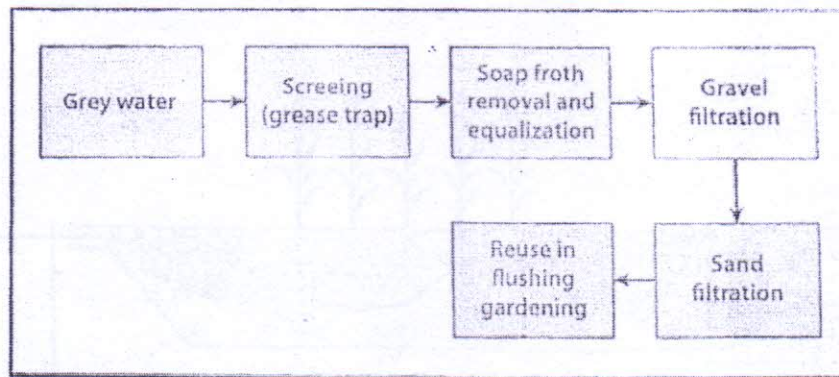 Grey water
Screeing
(grease trap)
Soap froth
removal and
equalization
Gravel
filtration
Sand
filtration
Reuse in
flushing
gardening